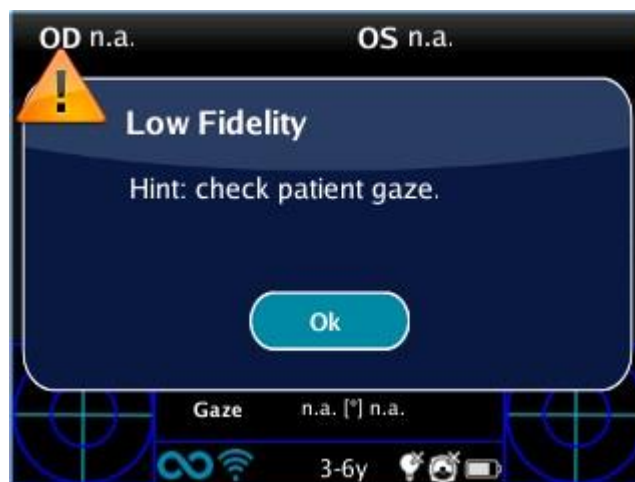 OD n.a. OS n.a.
!
Low Fidelity
Hint: check patient gaze.
Ok
Gaze n.a. [°] n.a.
3-6y